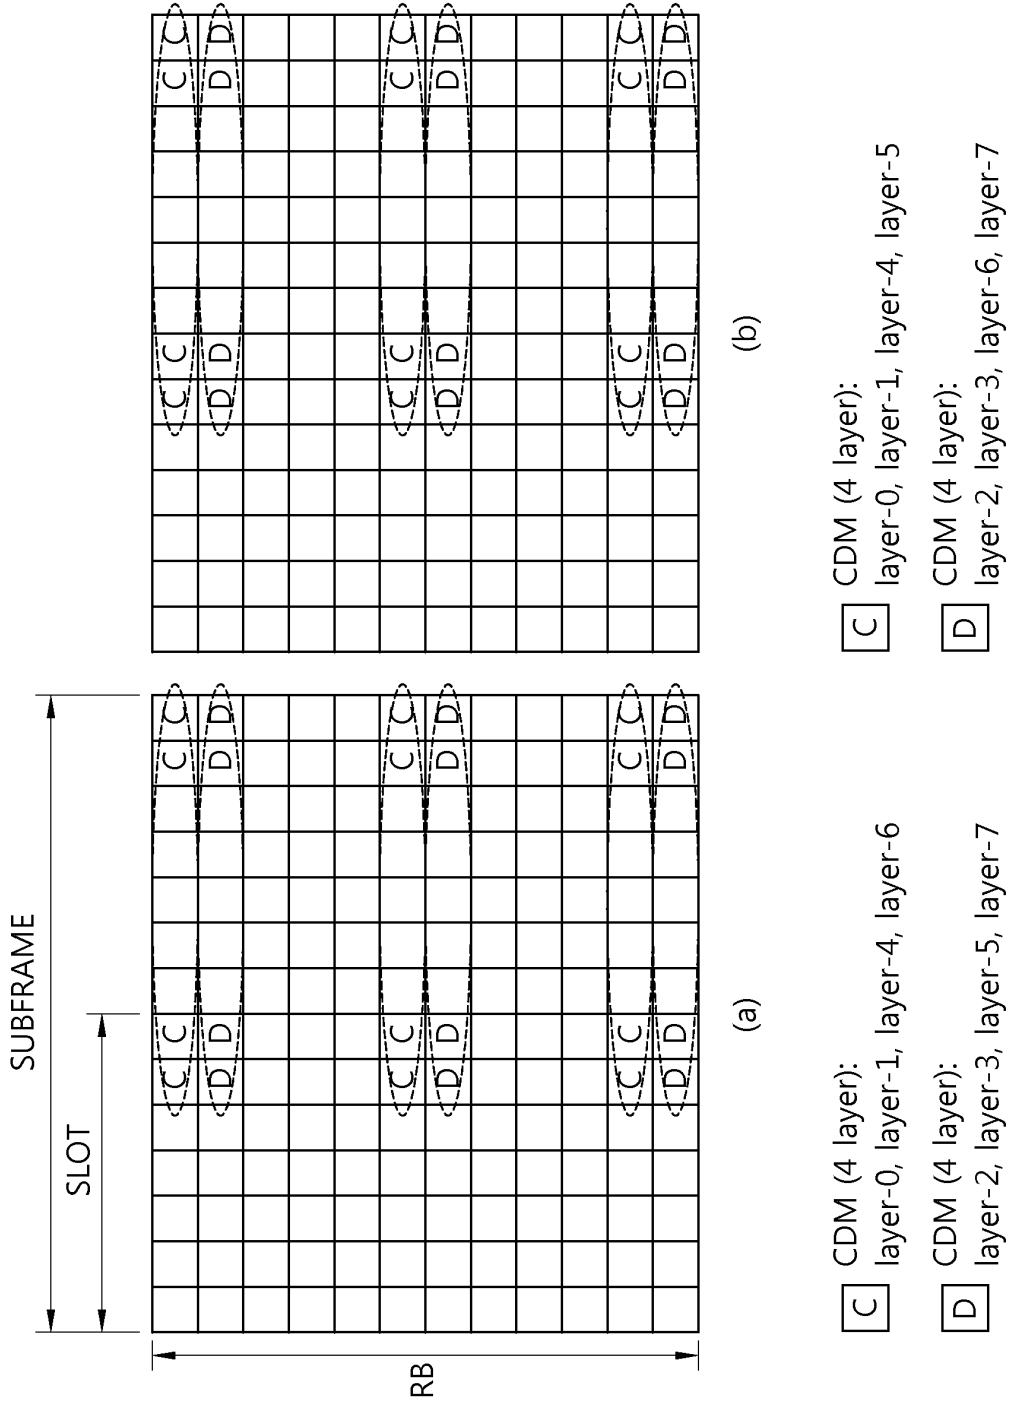 SUBFRAME
SLOT
RB
C C C C
D D D D
C C C C
D D D D
C C C C
D D D D
(a)
C CDM (4 layer):
layer-0, layer-1, layer-4, layer-6
D CDM (4 layer):
layer-2, layer-3, layer-5, layer-7
C C C C
D D D D
C C C C
D D D D
C C C C
D D D D
(b)
C CDM (4 layer):
layer-0, layer-1, layer-4, layer-5
D CDM (4 layer):
layer-2, layer-3, layer-6, layer-7